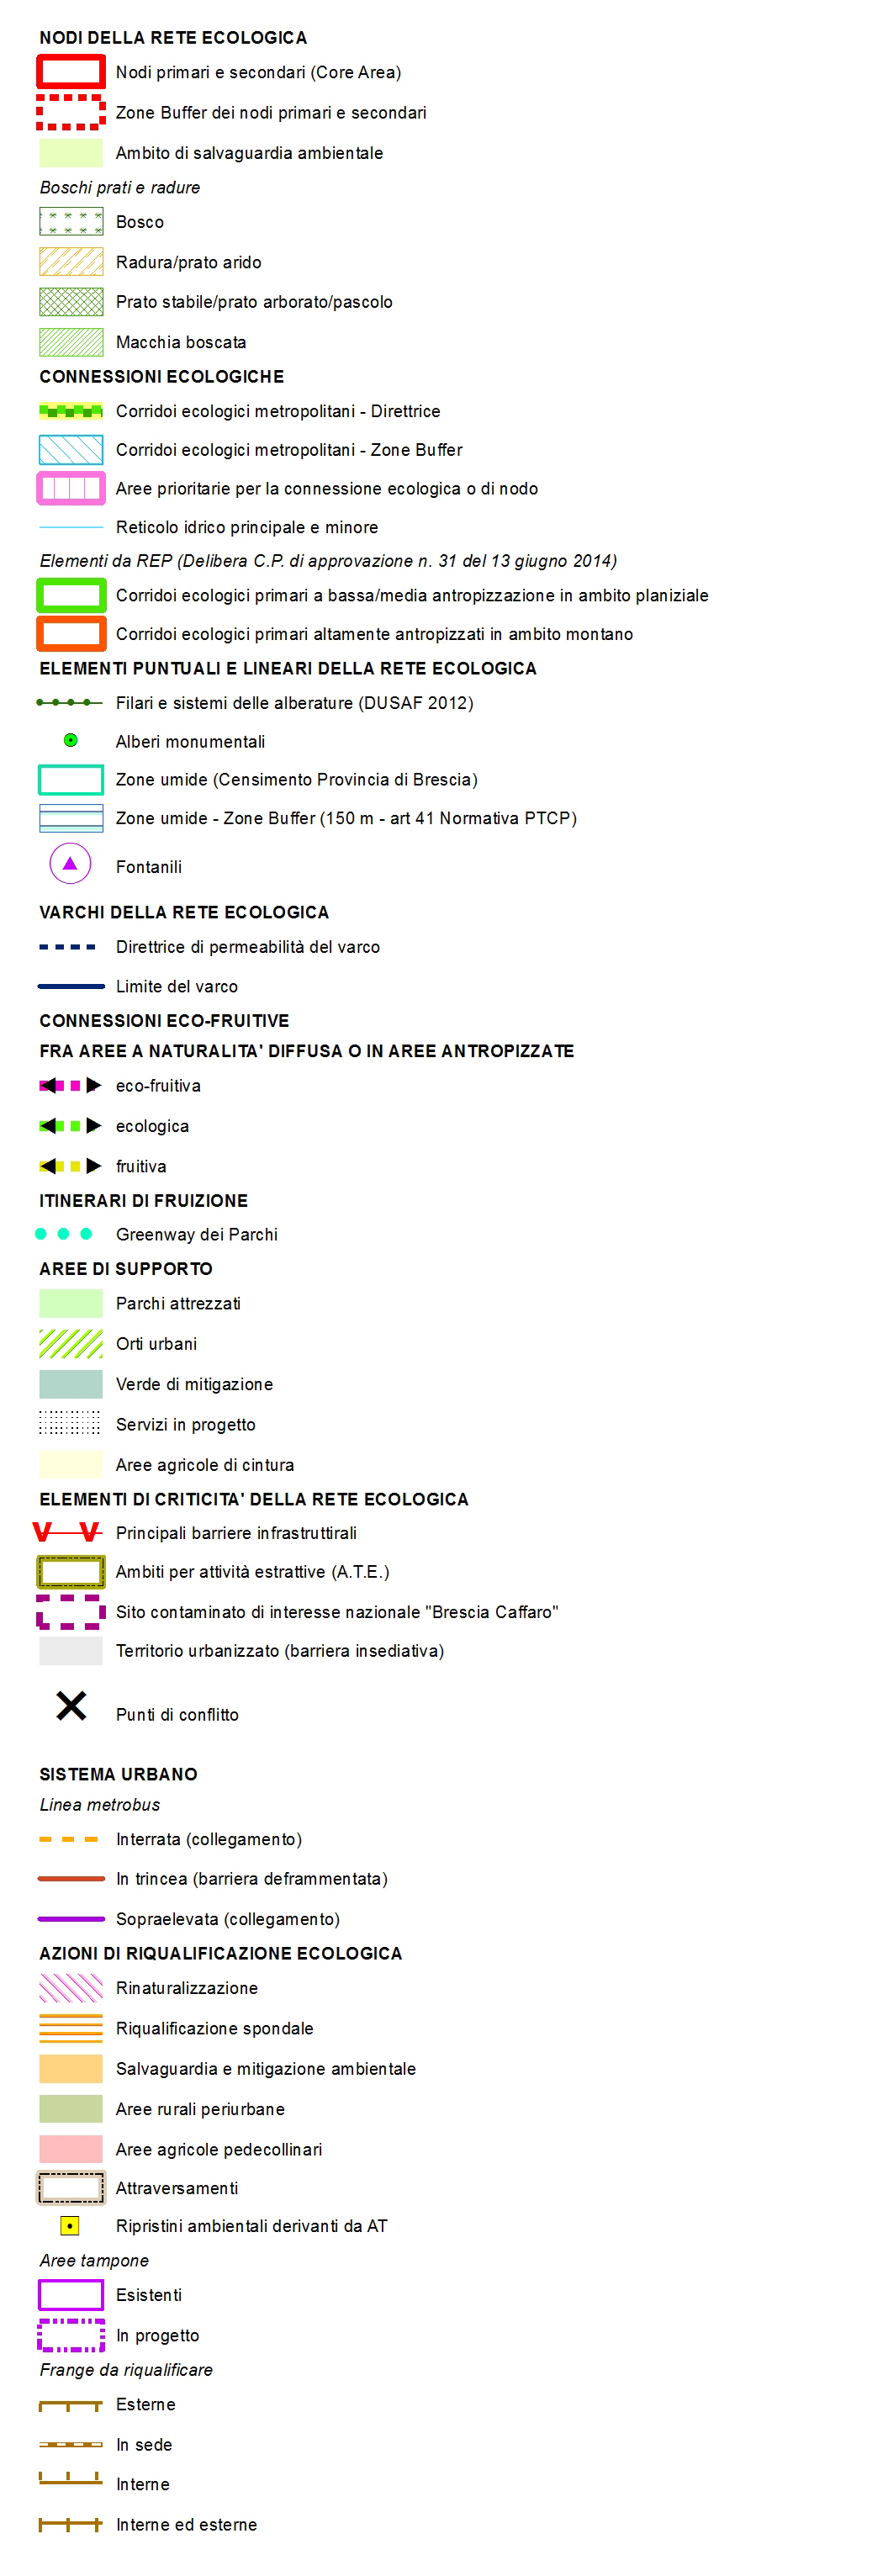 NODI DELLA RETE ECOLOGICA
Nodi primari e secondari (Core Area)
Zone Buffer dei nodi primari e secondari
Ambito di salvaguardia ambientale
Boschi prati e radure
Bosco
Radura/prato arido
Prato stabile/prato arborato/pascolo
Macchia boscata
CONNESSIONI ECOLOGICHE
Corridoi ecologici metropolitani - Direttrice
Corridoi ecologici metropolitani - Zone Buffer
Aree prioritarie per la connessione ecologica o di nodo
Reticolo idrico principale e minore
Elementi da REP (Delibera C.P. di approvazione n. 31 del 13 giugno 2014)
Corridoi ecologici primari a bassa/media antropizzazione in ambito planiziale
Corridoi ecologici primari altamente antropizzati in ambito montano
ELEMENTI PUNTUALI E LINEARI DELLA RETE ECOLOGICA
Filari e sistemi delle alberature (DUSAF 2012)
Alberi monumentali
Zone umide (Censimento Provincia di Brescia)
Zone umide - Zone Buffer (150 m - art 41 Normativa PTCP)
Fontanili
VARCHI DELLA RETE ECOLOGICA
Direttrice di permeabilità del varco
Limite del varco
CONNESSIONI ECO-FRUITIVE
FRA AREE A NATURALITA' DIFFUSA O IN AREE ANTROPIZZATE
eco-fruitiva
ecologica
fruitiva
ITINERARI DI FRUIZIONE
Greenway dei Parchi
AREE DI SUPPORTO
Parchi attrezzati
Orti urbani
Verde di mitigazione
Servizi in progetto
Aree agricole di cintura
ELEMENTI DI CRITICITA' DELLA RETE ECOLOGICA
Principali barriere infrastruttirali
Ambiti per attività estrattive (A.T.E.)
Sito contaminato di interesse nazionale "Brescia Caffaro"
Territorio urbanizzato (barriera insediativa)
Punti di conflitto
SISTEMA URBANO
Linea metrobus
Interrata (collegamento)
In trincea (barriera deframmentata)
Sopraelevata (collegamento)
AZIONI DI RIQUALIFICAZIONE ECOLOGICA
Rinaturalizzazione
Riqualificazione spondale
Salvaguardia e mitigazione ambientale
Aree rurali periurbane
Aree agricole pedecollinari
Attraversamenti
Ripristini ambientali derivanti da AT
Aree tampone
Esistenti
In progetto
Frange da riqualificare
Esterne
In sede
Interne
Interne ed esterne